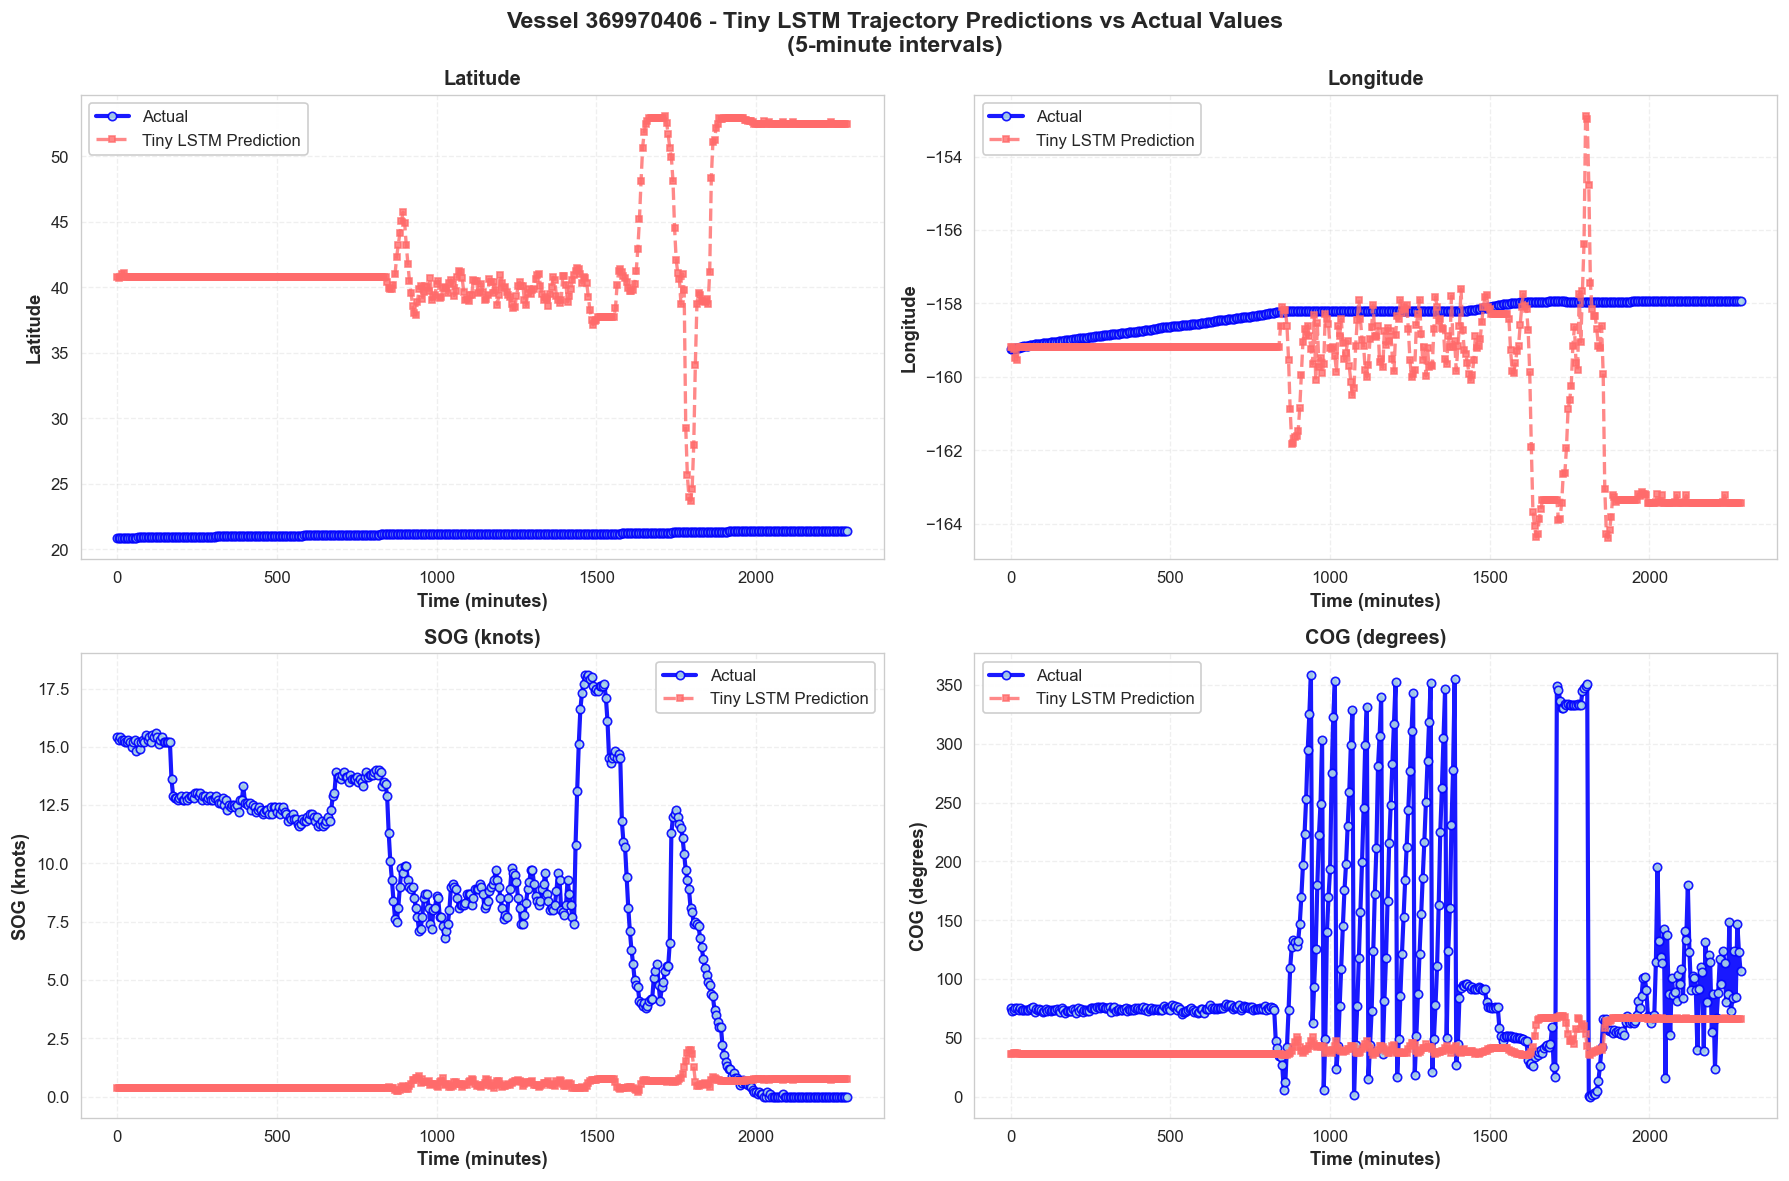 Vessel 369970406 - Tiny LSTM Trajectory Predictions vs Actual Values
(5-minute intervals)
Latitude
Actual
Tiny LSTM Prediction
Latitude
50
45
40
35
30
25
20
0 500 1000 1500 2000
Time (minutes)
Longitude
Actual
Tiny LSTM Prediction
Longitude
−154
−156
−158
−160
−162
−164
0 500 1000 1500 2000
Time (minutes)
SOG (knots)
Actual
Tiny LSTM Prediction
SOG (knots)
17.5
15.0
12.5
10.0
7.5
5.0
2.5
0.0
0 500 1000 1500 2000
Time (minutes)
COG (degrees)
Actual
Tiny LSTM Prediction
COG (degrees)
350
300
250
200
150
100
50
0
0 500 1000 1500 2000
Time (minutes)